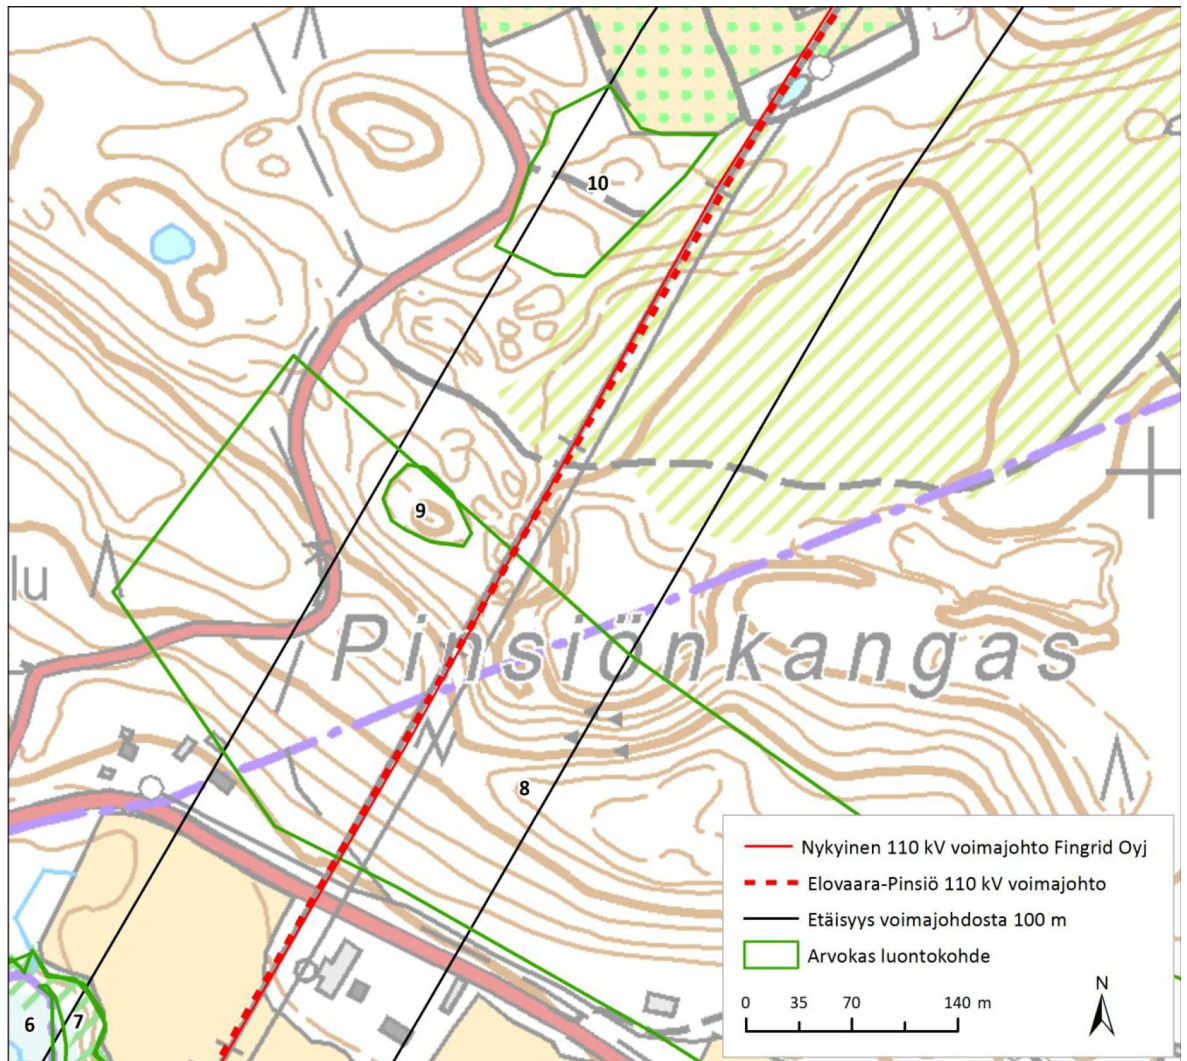 10
9
lu
Pinsiönkangas
8
6
7
Nykyinen 110 kV voimajohto Fingrid Oyj
Elovaara-Pinsiö 110 kV voimajohto
Etäisyys voimajohdosta 100 m
Arvokas luontokohde
0 35 70 140 m
N